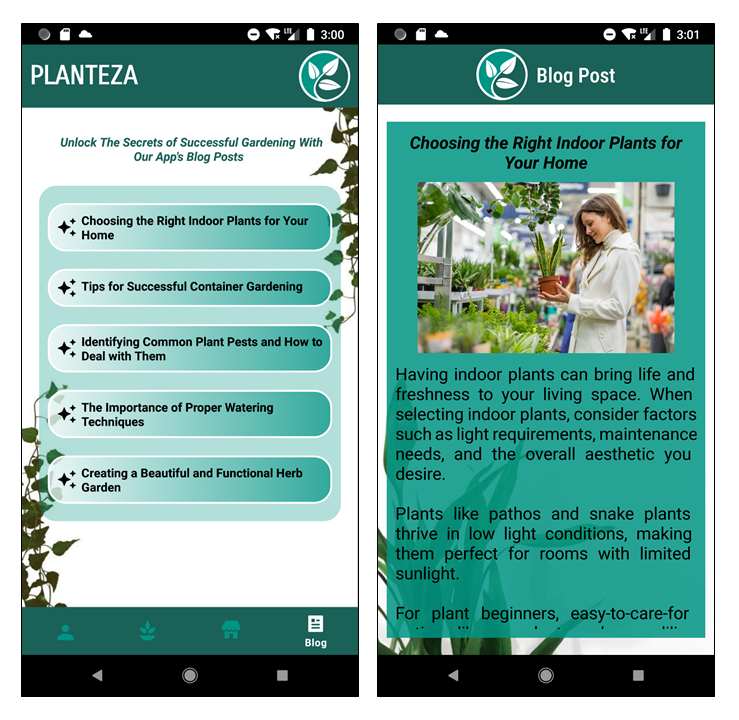 LTE 3:00
PLANTEZA
Unlock The Secrets of Successful Gardening With
Our App's Blog Posts
Choosing the Right Indoor Plants for Your
Home
Tips for Successful Container Gardening
Identifying Common Plant Pests and How to
Deal with Them
The Importance of Proper Watering
Techniques
Creating a Beautiful and Functional Herb
Garden
Blog
LTE 3:01
Blog Post
Choosing the Right Indoor Plants for
Your Home
Having indoor plants can bring life and
freshness to your living space. When
selecting indoor plants, consider factors
such as light requirements, maintenance
needs, and the overall aesthetic you
desire.
Plants like pathos and snake plants
thrive in low light conditions, making
them perfect for rooms with limited
sunlight.
For plant beginners, easy-to-care-for